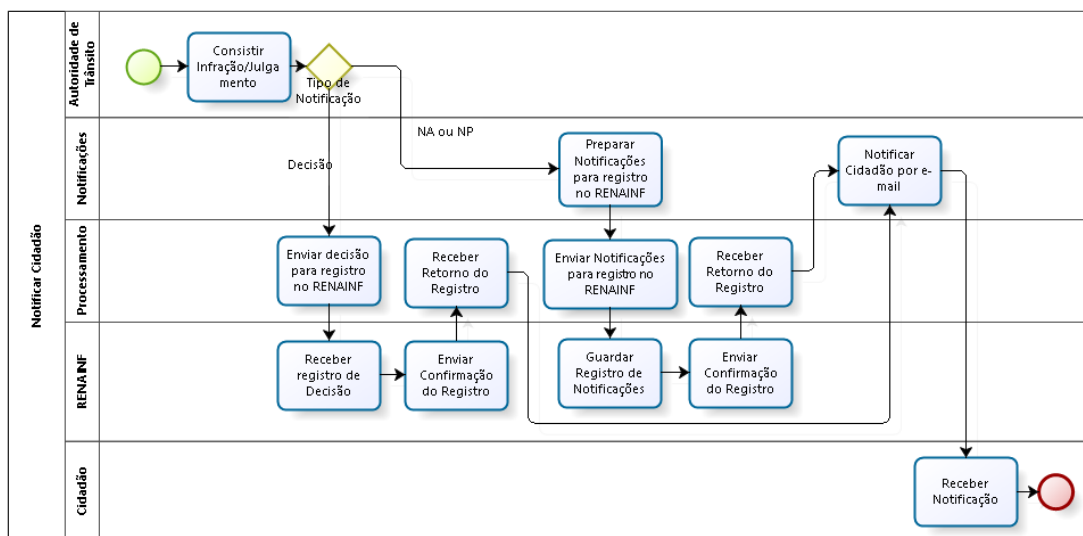 Notificar Cidadão
Autoridade de
Trânsito
Consistir
Infração/Julga
mento
Tipo de
Notificação
Notificações
NA ou NP
Decisão
Preparar
Notificações
para registro
no RENAINF
Notificar
Cidadão por e-
mail
Processamento
Enviar decisão
para registro
no RENAINF
Receber
Retorno do
Registro
Enviar Notificações
para registro no
RENAINF
Receber
Retorno do
Registro
RENAINF
Receber
registro de
Decisão
Enviar
Confirmação
do Registro
Guardar
Registro de
Notificações
Enviar
Confirmação
do Registro
Cidadão
Receber
Notificação